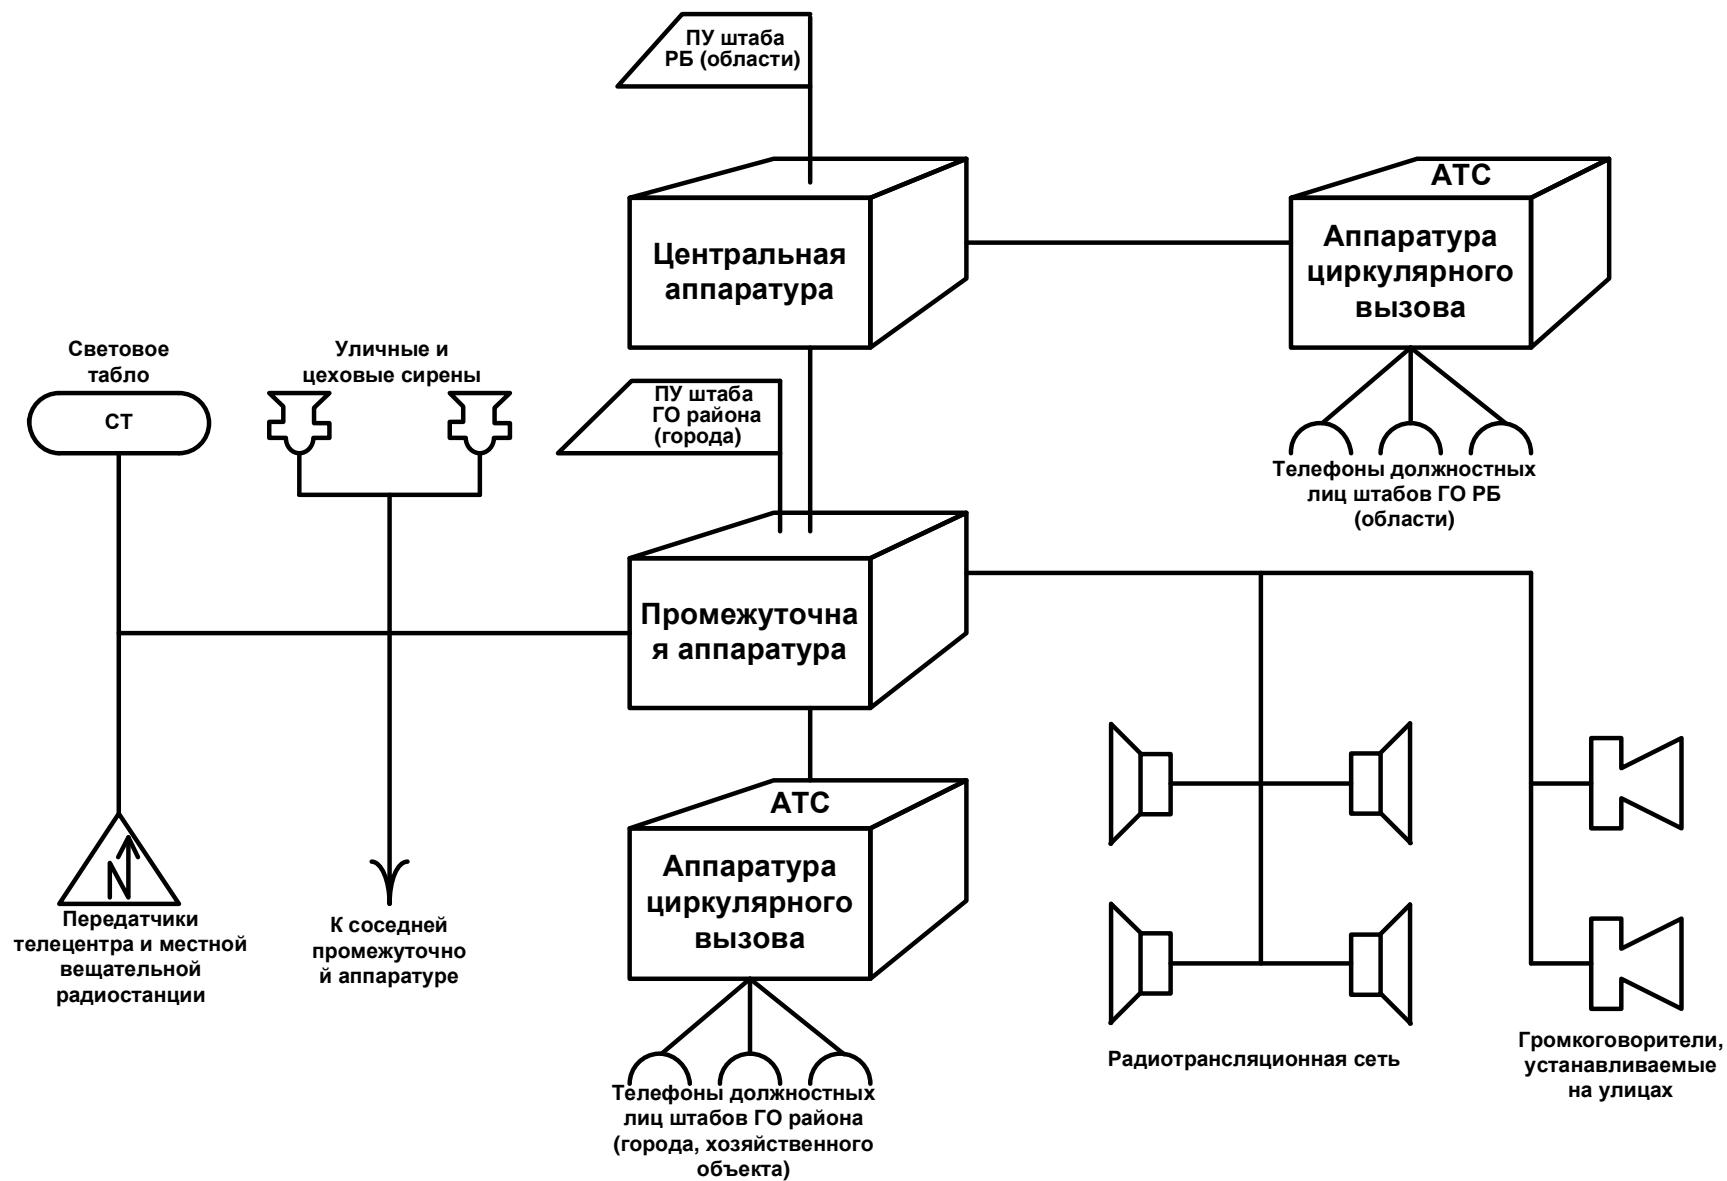 ПУ штаба
РБ (области)
АТС
Центральная
аппаратура
Аппаратура
циркулярного
вызова
Световое
табло
СТ
Уличные и
цеховые сирены
ПУ штаба
ГО района
(города)
Телефоны должностных
лиц штабов ГО РБ
(области)
Промежуточна
я аппаратура
АТС
Аппаратура
циркулярного
вызова
N
Передатчики
телецентра и местной
вещательной
радиостанции
К соседней
промежуточно
й аппаратуре
Телефоны должностных
лиц штабов ГО района
(города, хозяйственного
объекта)
Радиотрансляционная сеть
Громкоговорители,
устанавливаемые
на улицах